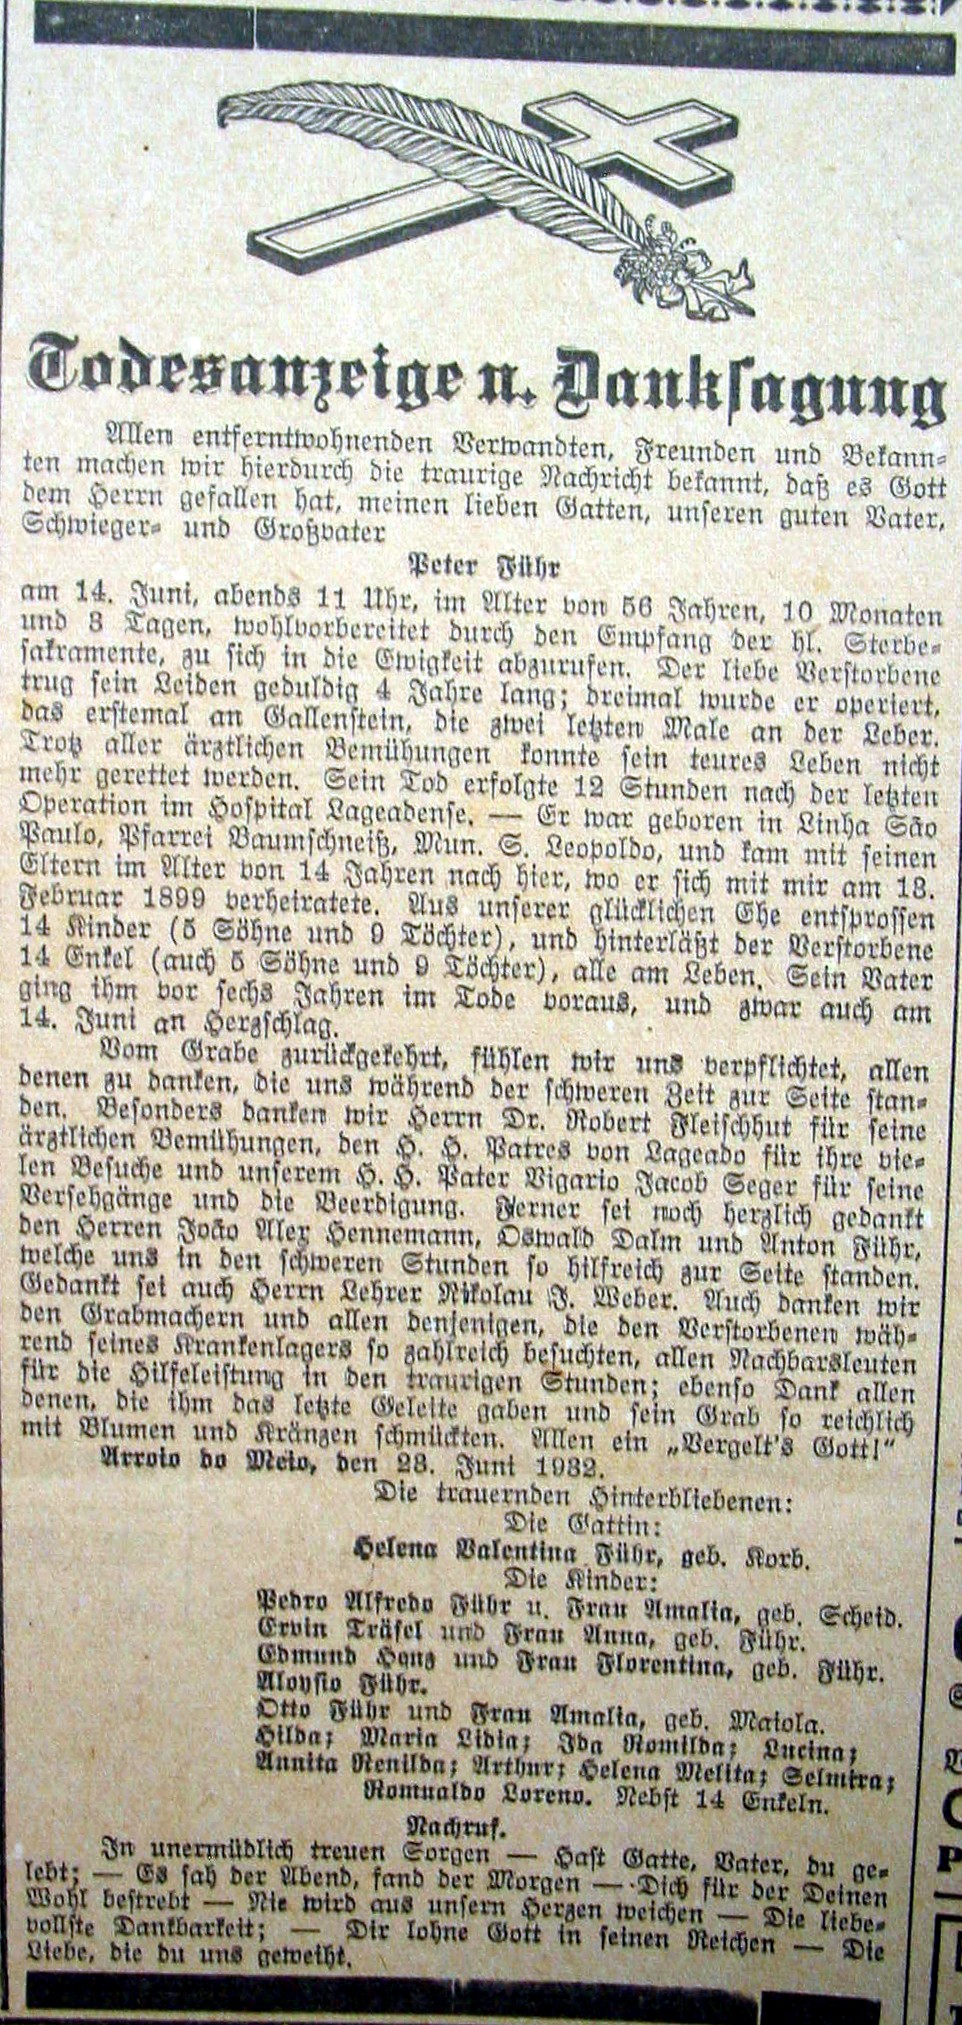 Todesanzeige u. Danksagung
Allen entferntwohnenden Verwandten, Freunden und Bekann-
ten machen wir hierdurch die traurige Nachricht bekannt, daß es Gott
dem Herrn gefallen hat, meinen lieben Gatten, unseren guten Vater,
Schwieger- und Großvater
Peter Führ
am 14. Juni, abends 11 Uhr, im Alter von 56 Jahren, 10 Monaten
und 3 Tagen, wohlvorbereitet durch den Empfang der hl. Sterbe-
sakramente, zu sich in die Ewigkeit abzurufen. Der liebe Verstorbene
trug sein Leiden geduldig 4 Jahre lang; dreimal wurde er operiert,
das erstemal an Gallenstein, die zwei letzten Male an der Leber.
Trotz aller ärztlichen Bemühungen konnte sein teures Leben nicht
mehr gerettet werden. Sein Tod erfolgte 12 Stunden nach der letzten
Operation im Hospital Lageadense. — Er war geboren in Linha São
Paulo, Pfarrei Baumschneiß, Mun. S. Leopoldo, und kam mit seinen
Eltern im Alter von 14 Jahren nach hier, wo er sich mit mir am 13.
Februar 1899 verheiratete. Aus unserer glücklichen Ehe entsprossen
14 Kinder (5 Söhne und 9 Töchter), und hinterläßt der Verstorbene
14 Enkel (auch 5 Söhne und 9 Töchter), alle am Leben. Sein Vater
ging ihm vor sechs Jahren im Tode voraus, und zwar auch am
14. Juni an Herzschlag.
Vom Grabe zurückgekehrt, fühlen wir uns verpflichtet, allen
denen zu danken, die uns während der schweren Zeit zur Seite stan-
den. Besonders danken wir Herrn Dr. Robert Fleischhut für seine
ärztlichen Bemühungen, den H. H. Patres von Lageado für ihre vie-
len Besuche und unserem H. H. Pater Vigario Jacob Seger für seine
Versehgänge und die Beerdigung. Ferner sei noch herzlich gedankt
den Herren João Alex Hennemann, Oswald Dalm und Anton Führ,
welche uns in den schweren Stunden so hilfreich zur Seite standen.
Gedankt sei auch Herrn Lehrer Nikolau J. Weber. Auch danken wir
den Grabmachern und allen denjenigen, die den Verstorbenen wäh-
rend seines Krankenlagers so zahlreich besuchten, allen Nachbarsleuten
für die Hilfeleistung in den traurigen Stunden; ebenso Dank allen
denen, die ihm das letzte Geleite gaben und sein Grab so reichlich
mit Blumen und Kränzen schmückten. Allen ein „Vergelt's Gott!“
Arroio do Meio, den 23. Juni 1932.
Die trauernden Hinterbliebenen:
Die Gattin:
Helena Valentina Führ, geb. Korb.
Die Kinder:
Pedro Alfredo Führ u. Frau Amalia, geb. Scheid.
Ervin Träsel und Frau Anna, geb. Führ.
Edmund Hyns und Frau Florentina, geb. Führ.
Aloysio Führ.
Otto Führ und Frau Amalia, geb. Maiola.
Hilda; Maria Lidia; Ida Romilda; Lucina;
Annita Renilda; Arthur; Helena Melita; Selmira;
Romualdo Loreno. Nebst 14 Enkeln.
Nachruf.
In unermüdlich treuen Sorgen — Hast Gatte, Vater, du ge-
lebt; — Es sah der Abend, fand der Morgen — Dich für der Deinen
Wohl bestrebt — Nie wird aus unsern Herzen weichen — Die liebe-
vollste Dankbarkeit; — Dir lohne Gott in seinen Reichen — Die
Liebe, die du uns geweiht.